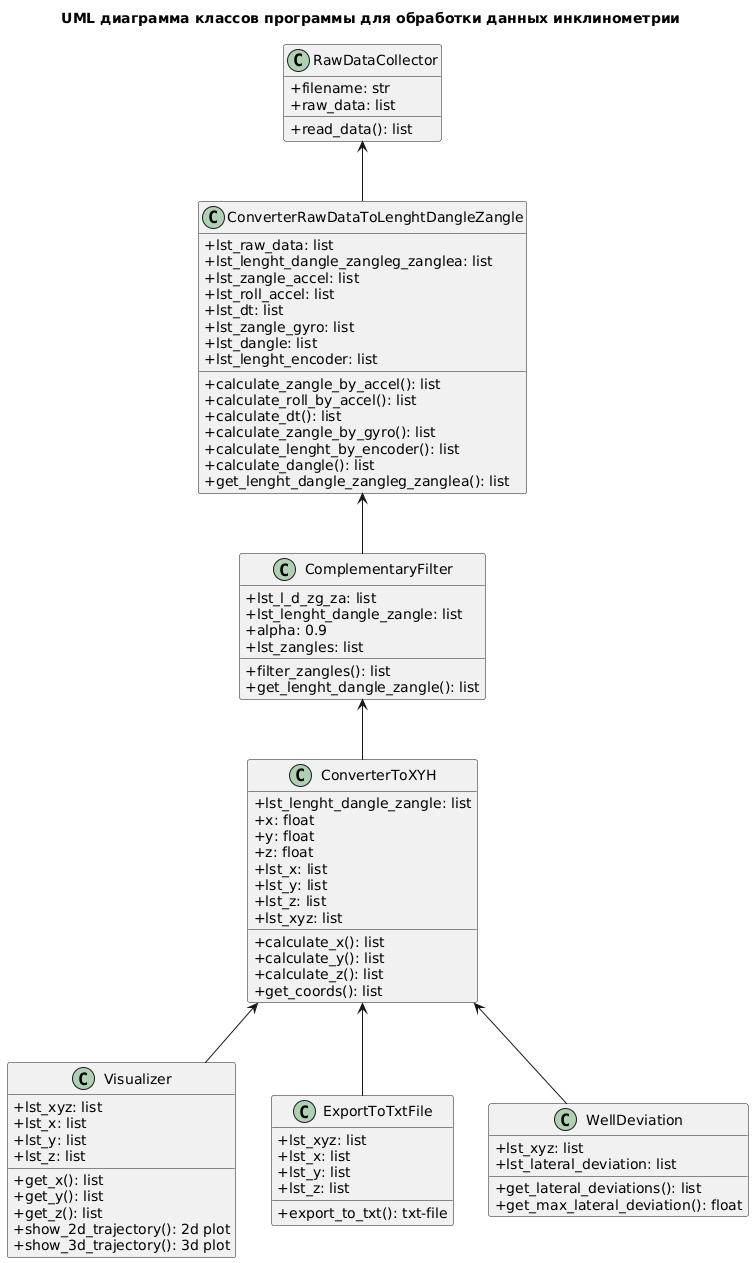 UML диаграмма классов программы для обработки данных инклинометрии
C RawDataCollector
+filename: str
+raw_data: list
+read_data(): list
C ConverterRawDataToLenghtDangleZangle
+lst_raw_data: list
+lst_lenght_dangle_zangleg_zanglea: list
+lst_zangle_accel: list
+lst_roll_accel: list
+lst_dt: list
+lst_zangle_gyro: list
+lst_dangle: list
+lst_lenght_encoder: list
+calculate_zangle_by_accel(): list
+calculate_roll_by_accel(): list
+calculate_dt(): list
+calculate_zangle_by_gyro(): list
+calculate_lenght_by_encoder(): list
+calculate_dangle(): list
+get_lenght_dangle_zangleg_zanglea(): list
C ComplementaryFilter
+lst_l_d_zg_za: list
+lst_lenght_dangle_zangle: list
+alpha: 0.9
+lst_zangles: list
+filter_zangles(): list
+get_lenght_dangle_zangle(): list
C ConverterToXYH
+lst_lenght_dangle_zangle: list
+x: float
+y: float
+z: float
+lst_x: list
+lst_y: list
+lst_z: list
+lst_xyz: list
+calculate_x(): list
+calculate_y(): list
+calculate_z(): list
+get_coords(): list
C Visualizer
+lst_xyz: list
+lst_x: list
+lst_y: list
+lst_z: list
+get_x(): list
+get_y(): list
+get_z(): list
+show_2d_trajectory(): 2d plot
+show_3d_trajectory(): 3d plot
C ExportToTxtFile
+lst_xyz: list
+lst_x: list
+lst_y: list
+lst_z: list
+export_to_txt(): txt-file
C WellDeviation
+lst_xyz: list
+lst_lateral_deviation: list
+get_lateral_deviations(): list
+get_max_lateral_deviation(): float